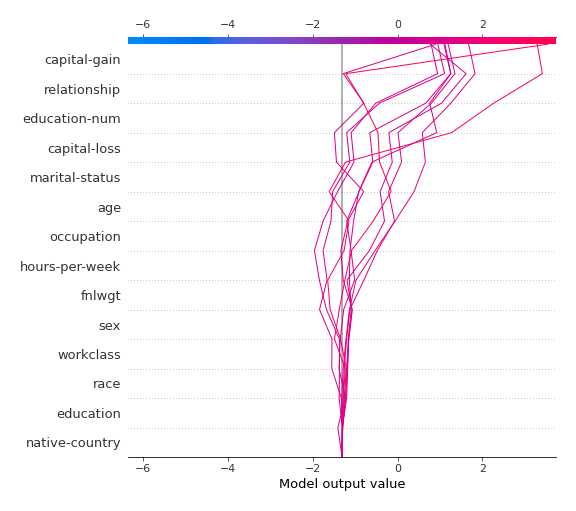 −6 −4 −2 0 2
capital-gain
relationship
education-num
capital-loss
marital-status
age
occupation
hours-per-week
fnlwgt
sex
workclass
race
education
native-country
−6 −4 −2 0 2
Model output value